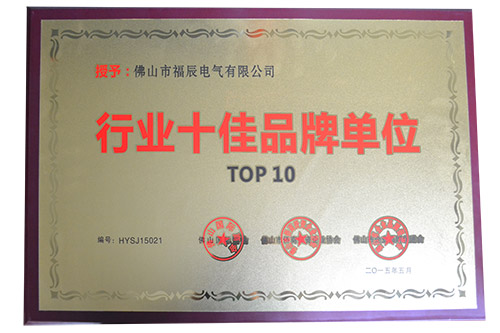 授予：佛山市福辰电气有限公司
行业十佳品牌单位
TOP 10
编号：HYSJ15021
二〇一五年五月